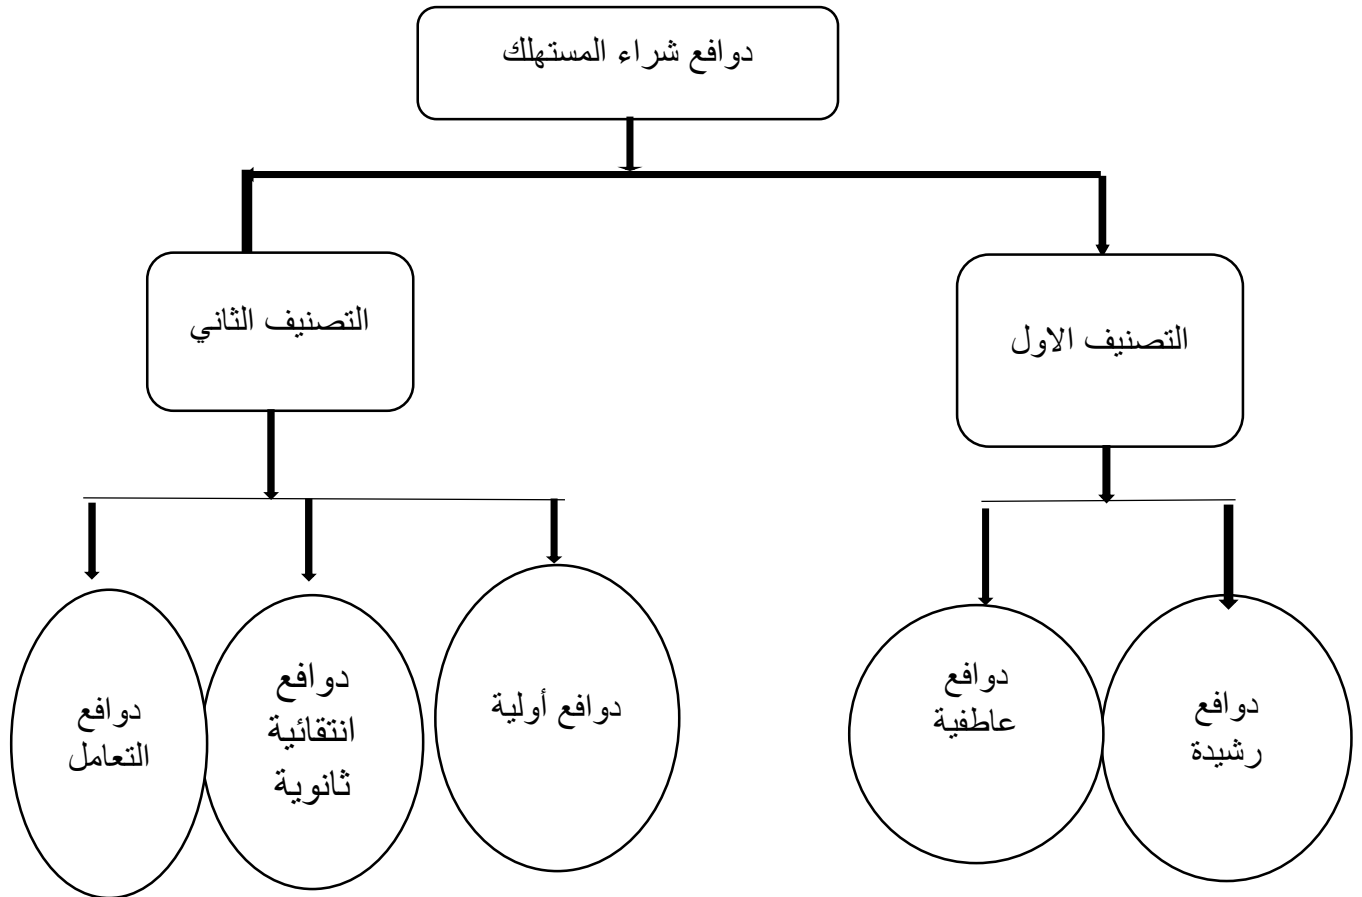 دوافع شراء المستهلك
التصنيف الاول
التصنيف الثاني
دوافع
رشيدة
دوافع
عاطفية
دوافع أولية
دوافع
انتقائية
ثانوية
دوافع
التعامل